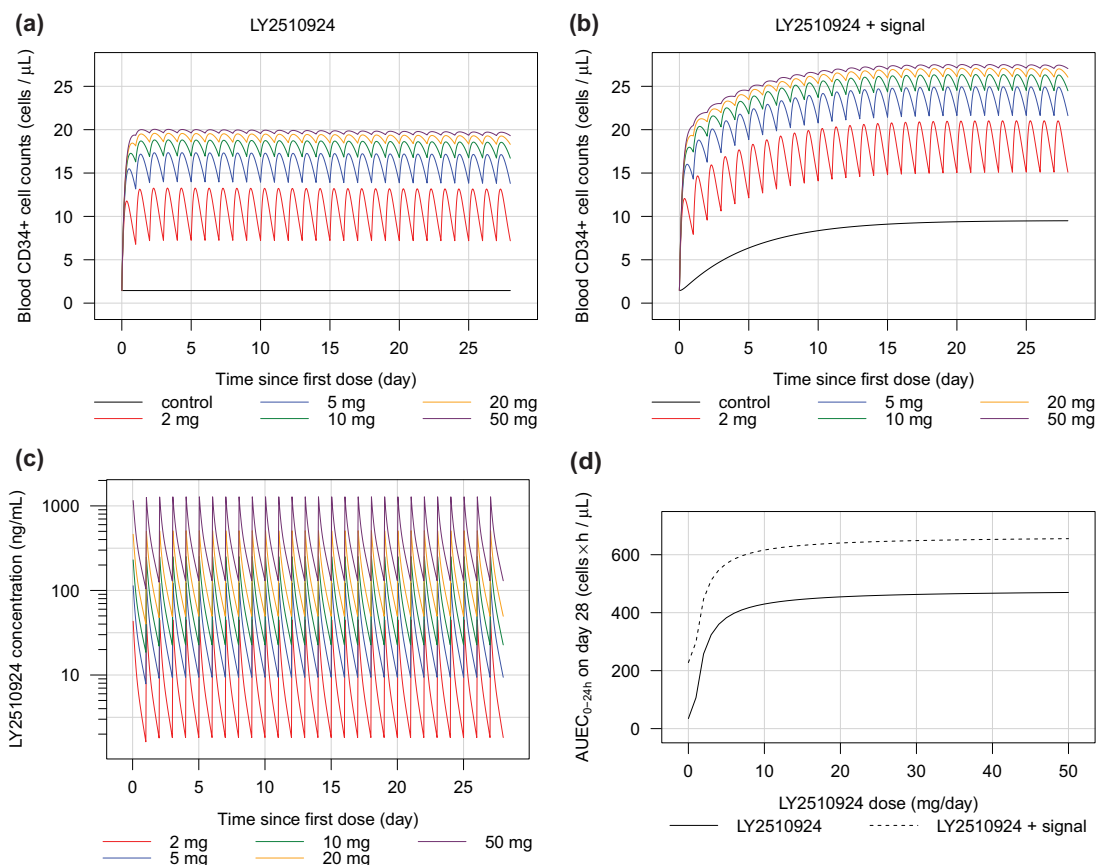 (a)
LY2510924
Blood CD34+ cell counts (cells / μL)
25
20
15
10
5
0
0 5 10 15 20 25
Time since first dose (day)
control 5 mg 20 mg
2 mg 10 mg 50 mg
(b)
LY2510924 + signal
Blood CD34+ cell counts (cells / μL)
25
20
15
10
5
0
0 5 10 15 20 25
Time since first dose (day)
control 5 mg 20 mg
2 mg 10 mg 50 mg
(c)
LY2510924 concentration (ng/mL)
1000
100
10
0 5 10 15 20 25
Time since first dose (day)
2 mg 10 mg 50 mg
5 mg 20 mg
(d)
AUEC0−24h on day 28 (cells×h / μL)
600
400
200
0
0 10 20 30 40 50
LY2510924 dose (mg/day)
LY2510924 LY2510924 + signal